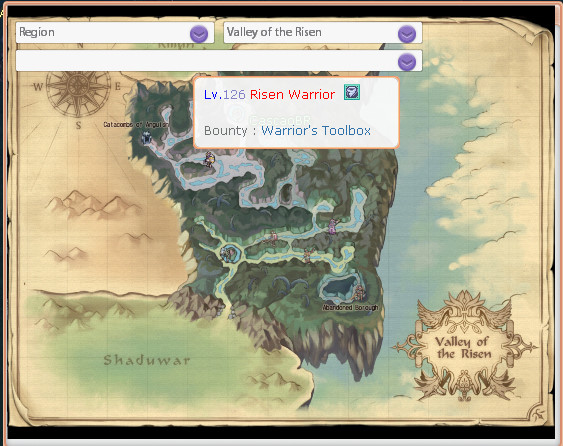 Region
Valley of the Risen
N
W
E
S
Lv.126 Risen Warrior
Bounty : Warrior's Toolbox
Catacombs of Anguish
Abandoned Borough
Shaduwar
Valley of
the Risen